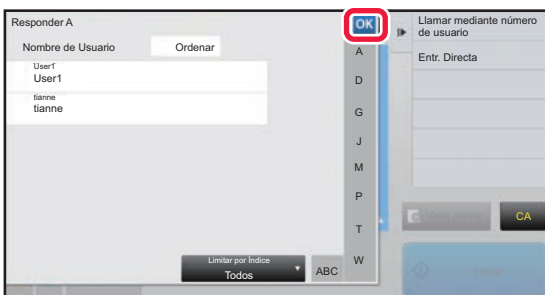 Responder A
OK
Nombre de Usuario
Ordenar
User1
User1
tianne
tianne
A
D
G
J
M
P
T
W
Limitar por Índice
Todos
ABC
Llamar mediante número
de usuario
Entr. Directa
CA